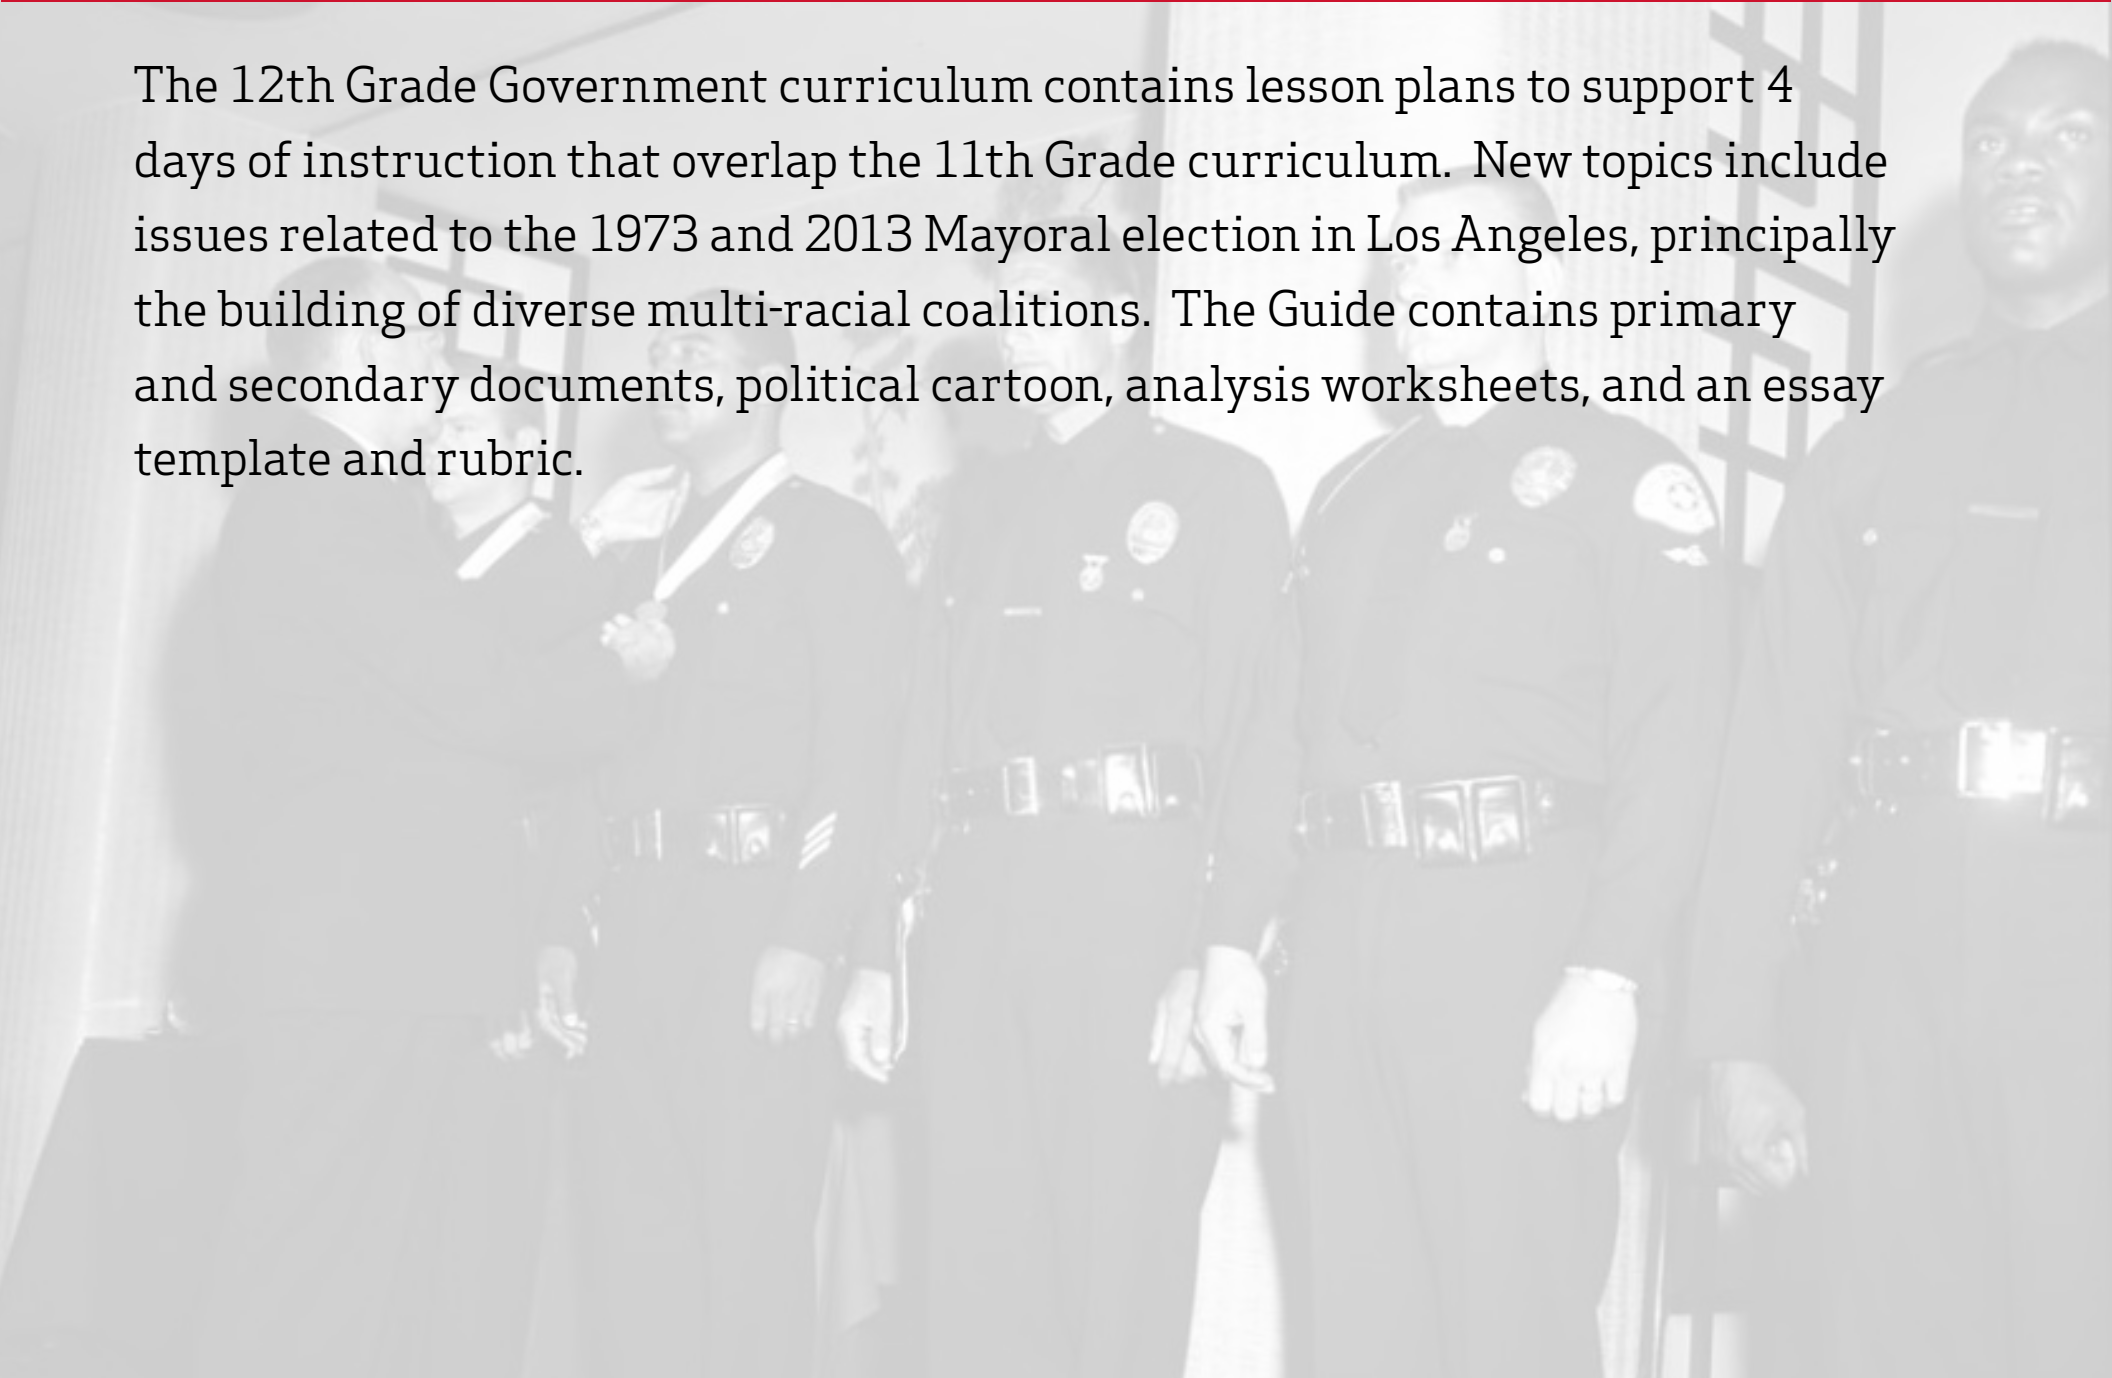 The 12th Grade Government curriculum contains lesson plans to support 4
days of instruction that overlap the 11th Grade curriculum.  New topics include
issues related to the 1973 and 2013 Mayoral election in Los Angeles, principally
the building of diverse multi-racial coalitions.  The Guide contains primary
and secondary documents, political cartoon, analysis worksheets, and an essay
template and rubric.